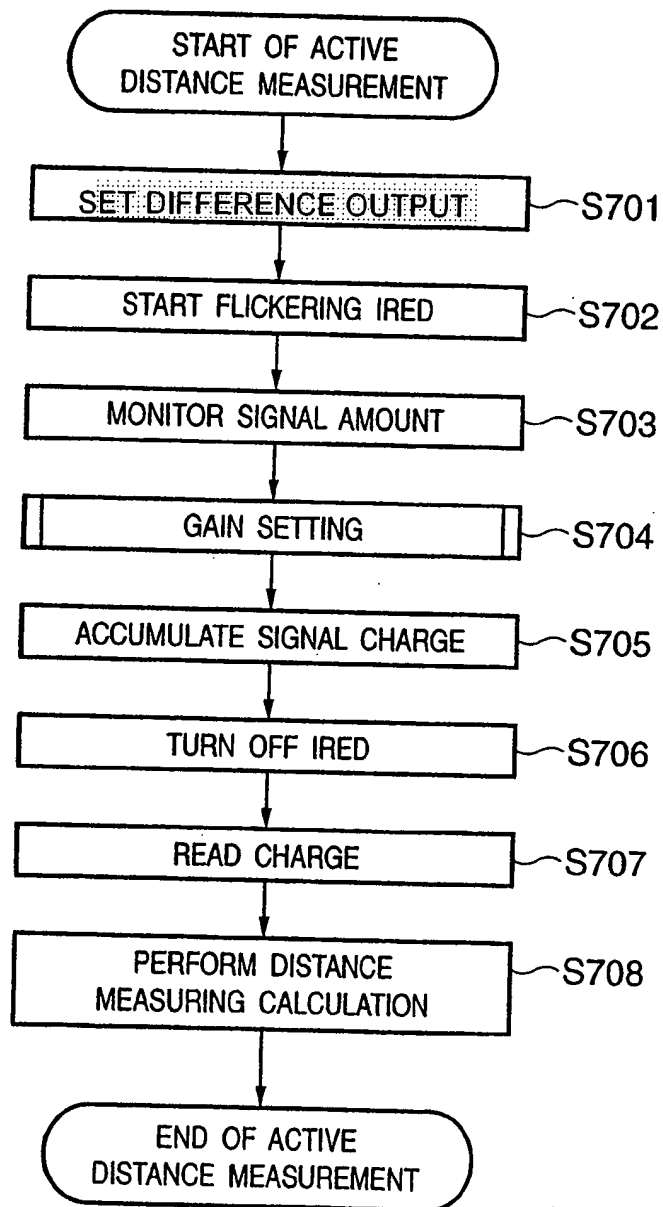 START OF ACTIVE
DISTANCE MEASUREMENT
SET DIFFERENCE OUTPUT
S701
START FLICKERING IRED
S702
MONITOR SIGNAL AMOUNT
S703
GAIN SETTING
S704
ACCUMULATE SIGNAL CHARGE
S705
TURN OFF IRED
S706
READ CHARGE
S707
PERFORM DISTANCE
MEASURING CALCULATION
S708
END OF ACTIVE
DISTANCE MEASUREMENT